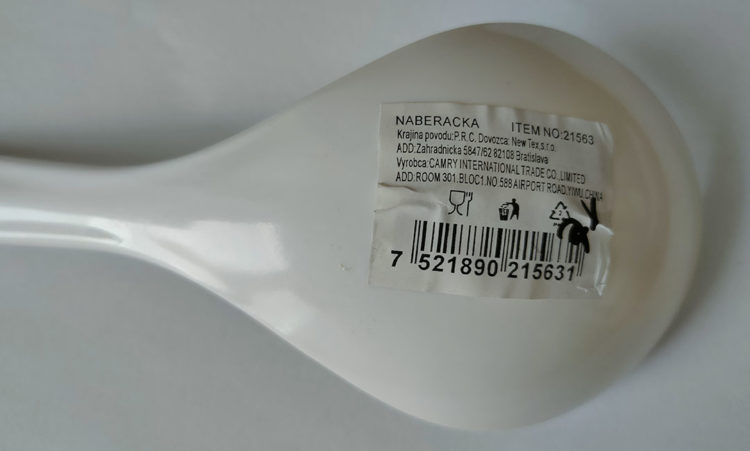 NABERACKA ITEM NO:21563
Krajina povodu:P.R.C, Dovozca: New Tex,s.r.o.
ADD:Zahradnicka 5847/62 82108 Bratislava
Vyrobca:CAMRY INTERNATIONAL TRADE CO.,LIMITED
ADD:ROOM 301.BLOC1.NO.588 AIRPORT ROAD,YIWU,CHINA
7 521890 215631